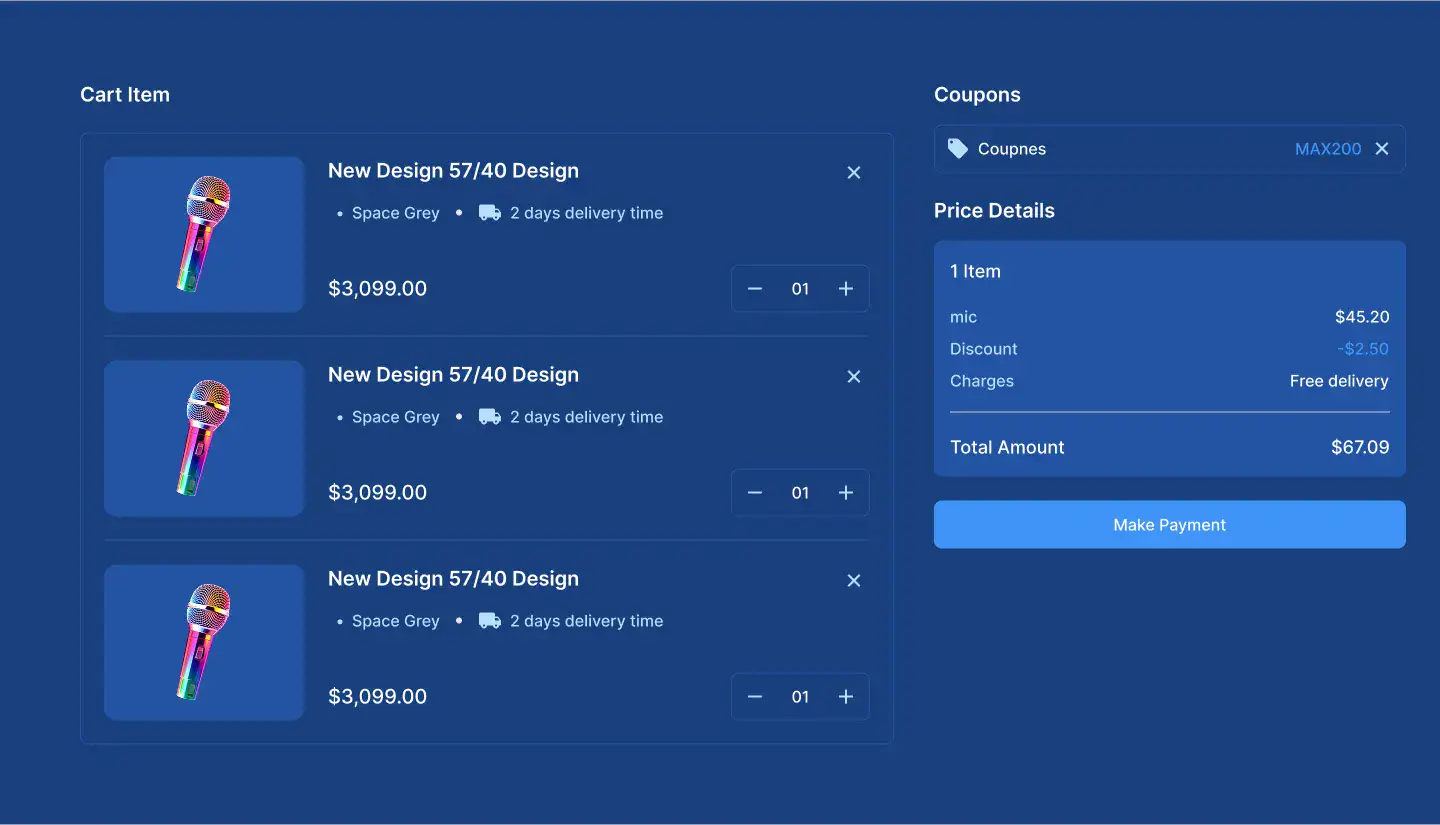 Cart Item
New Design 57/40 Design
• Space Grey • 2 days delivery time
$3,099.00
− 01 +
New Design 57/40 Design
• Space Grey • 2 days delivery time
$3,099.00
− 01 +
New Design 57/40 Design
• Space Grey • 2 days delivery time
$3,099.00
− 01 +
Coupons
Coupnes MAX200
Price Details
1 Item
mic $45.20
Discount -$2.50
Charges Free delivery
Total Amount $67.09
Make Payment